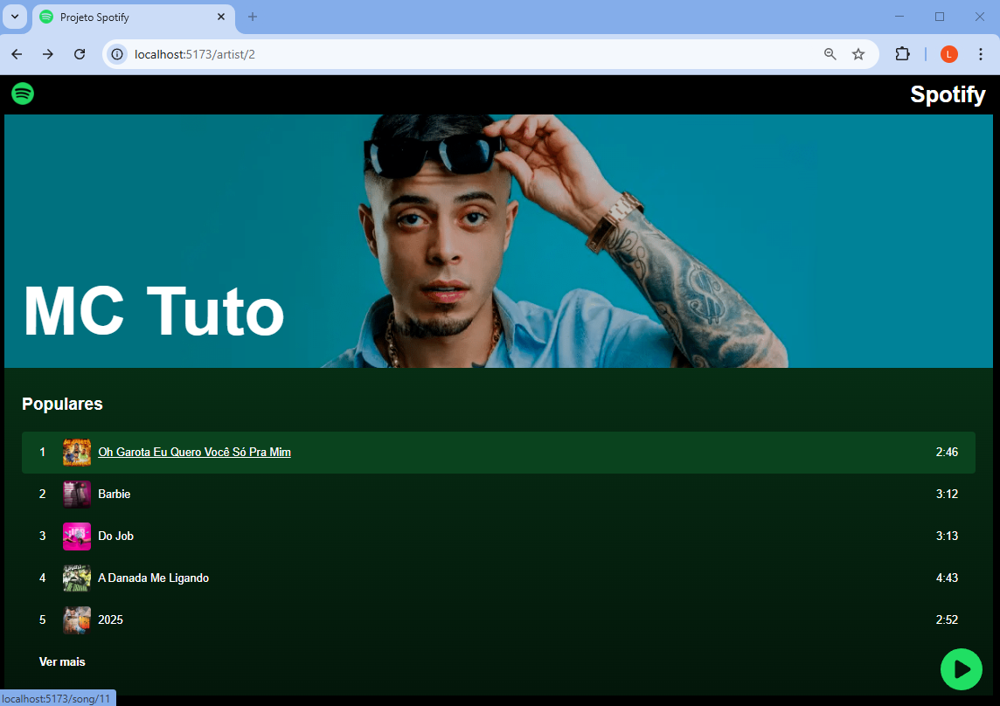 Projeto Spotify
localhost:5173/artist/2
L
Spotify
MC Tuto
Populares
1 Oh Garota Eu Quero Você Só Pra Mim 2:46
2 Barbie 3:12
3 Do Job 3:13
4 A Danada Me Ligando 4:43
5 2025 2:52
Ver mais
localhost:5173/song/11